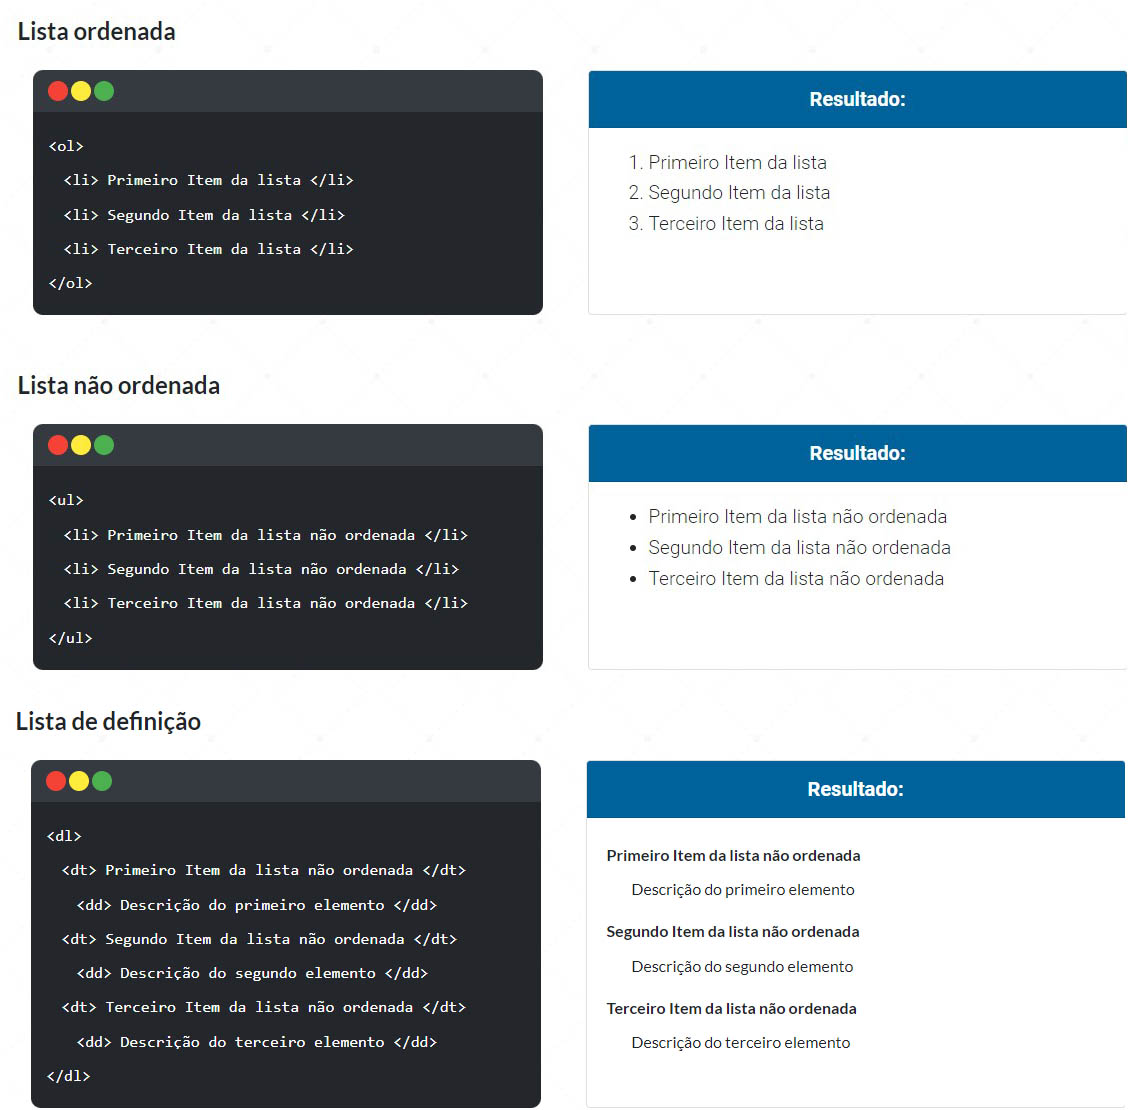 Lista ordenada
<ol>
<li> Primeiro Item da lista </li>
<li> Segundo Item da lista </li>
<li> Terceiro Item da lista </li>
</ol>
Resultado:
1. Primeiro Item da lista
2. Segundo Item da lista
3. Terceiro Item da lista
Lista não ordenada
<ul>
<li> Primeiro Item da lista não ordenada </li>
<li> Segundo Item da lista não ordenada </li>
<li> Terceiro Item da lista não ordenada </li>
</ul>
Resultado:
• Primeiro Item da lista não ordenada
• Segundo Item da lista não ordenada
• Terceiro Item da lista não ordenada
Lista de definição
<dl>
<dt> Primeiro Item da lista não ordenada </dt>
<dd> Descrição do primeiro elemento </dd>
<dt> Segundo Item da lista não ordenada </dt>
<dd> Descrição do segundo elemento </dd>
<dt> Terceiro Item da lista não ordenada </dt>
<dd> Descrição do terceiro elemento </dd>
</dl>
Resultado:
Primeiro Item da lista não ordenada
Descrição do primeiro elemento
Segundo Item da lista não ordenada
Descrição do segundo elemento
Terceiro Item da lista não ordenada
Descrição do terceiro elemento